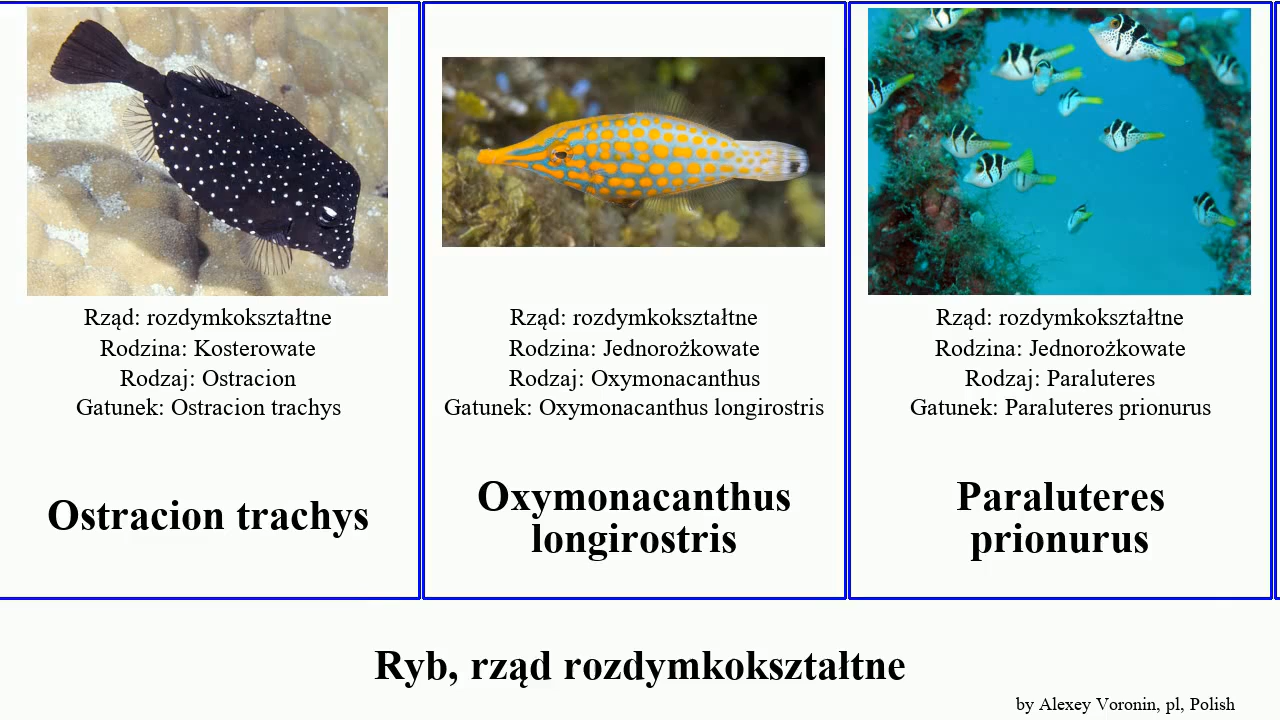 Rząd: rozdymkokształtne
Rodzina: Kosterowate
Rodzaj: Ostracion
Gatunek: Ostracion trachys
Ostracion trachys
Rząd: rozdymkokształtne
Rodzina: Jednorożkowate
Rodzaj: Oxymonacanthus
Gatunek: Oxymonacanthus longirostris
Oxymonacanthus
longirostris
Rząd: rozdymkokształtne
Rodzina: Jednorożkowate
Rodzaj: Paraluteres
Gatunek: Paraluteres prionurus
Paraluteres
prionurus
Ryb, rząd rozdymkokształtne
by Alexey Voronin, pl, Polish